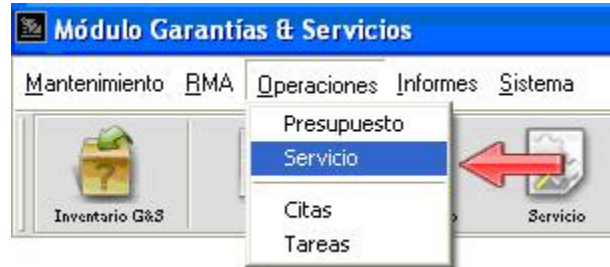 Módulo Garantías & Servicios
Mantenimiento RMA Operaciones Informes Sistema
Presupuesto
Servicio
Citas
Tareas
Inventario G&S
Servicio